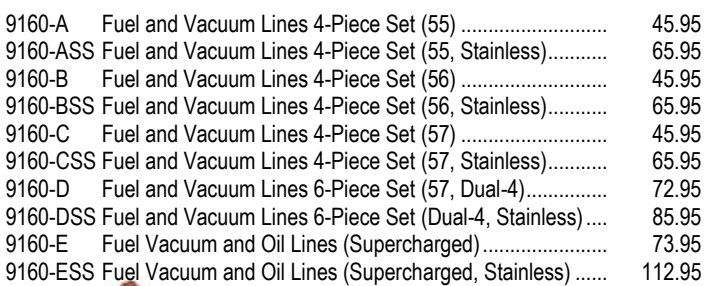 9160-A Fuel and Vacuum Lines 4-Piece Set (55) ........................... 45.95
9160-ASS Fuel and Vacuum Lines 4-Piece Set (55, Stainless)........... 65.95
9160-B Fuel and Vacuum Lines 4-Piece Set (56) ........................... 45.95
9160-BSS Fuel and Vacuum Lines 4-Piece Set (56, Stainless)........... 65.95
9160-C Fuel and Vacuum Lines 4-Piece Set (57) ........................... 45.95
9160-CSS Fuel and Vacuum Lines 4-Piece Set (57, Stainless)........... 65.95
9160-D Fuel and Vacuum Lines 6-Piece Set (57, Dual-4)............... 72.95
9160-DSS Fuel and Vacuum Lines 6-Piece Set (Dual-4, Stainless) .... 85.95
9160-E Fuel Vacuum and Oil Lines (Supercharged) ....................... 73.95
9160-ESS Fuel Vacuum and Oil Lines (Supercharged, Stainless) ...... 112.95